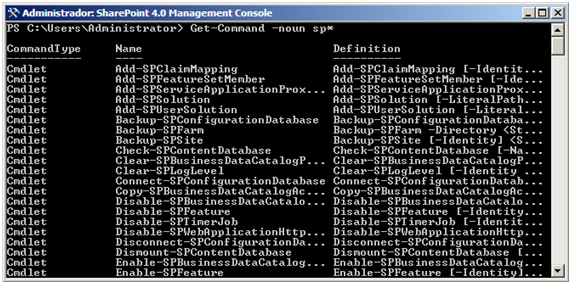 Administrador: SharePoint 4.0 Management Console
PS C:\Users\Administrator> Get-Command -noun sp*
CommandType Name Definition
----------- ---- ----------
Cmdlet Add-SPClaimMapping Add-SPClaimMapping [-Identit...
Cmdlet Add-SPFeatureSetMember Add-SPFeatureSetMember [-Ide...
Cmdlet Add-SPServiceApplicationProx... Add-SPServiceApplicationProx...
Cmdlet Add-SPSolution Add-SPSolution [-LiteralPath...
Cmdlet Add-SPUserSolution Add-SPUserSolution [-Literal...
Cmdlet Backup-SPConfigurationDatabase Backup-SPConfigurationDataba...
Cmdlet Backup-SPFarm Backup-SPFarm -Directory <St...
Cmdlet Backup-SPSite Backup-SPSite [-Identity] <S...
Cmdlet Check-SPContentDatabase Check-SPContentDatabase [-Na...
Cmdlet Clear-SPBusinessDataCatalogP... Clear-SPBusinessDataCatalogP...
Cmdlet Clear-SPLogLevel Clear-SPLogLevel [-Identity ...
Cmdlet Connect-SPConfigurationDatabase Connect-SPConfigurationDatab...
Cmdlet Copy-SPBusinessDataCatalogAc... Copy-SPBusinessDataCatalogAc...
Cmdlet Disable-SPBusinessDataCatalo... Disable-SPBusinessDataCatalo...
Cmdlet Disable-SPFeature Disable-SPFeature [-Identity...
Cmdlet Disable-SPTimerJob Disable-SPTimerJob [-Identit...
Cmdlet Disable-SPWebApplicationHttp... Disable-SPWebApplicationHttp...
Cmdlet Disconnect-SPConfigurationDa... Disconnect-SPConfigurationDa...
Cmdlet Dismount-SPContentDatabase Dismount-SPContentDatabase [...
Cmdlet Enable-SPBusinessDataCatalog... Enable-SPBusinessDataCatalog...
Cmdlet Enable-SPFeature Enable-SPFeature [-Identity]...